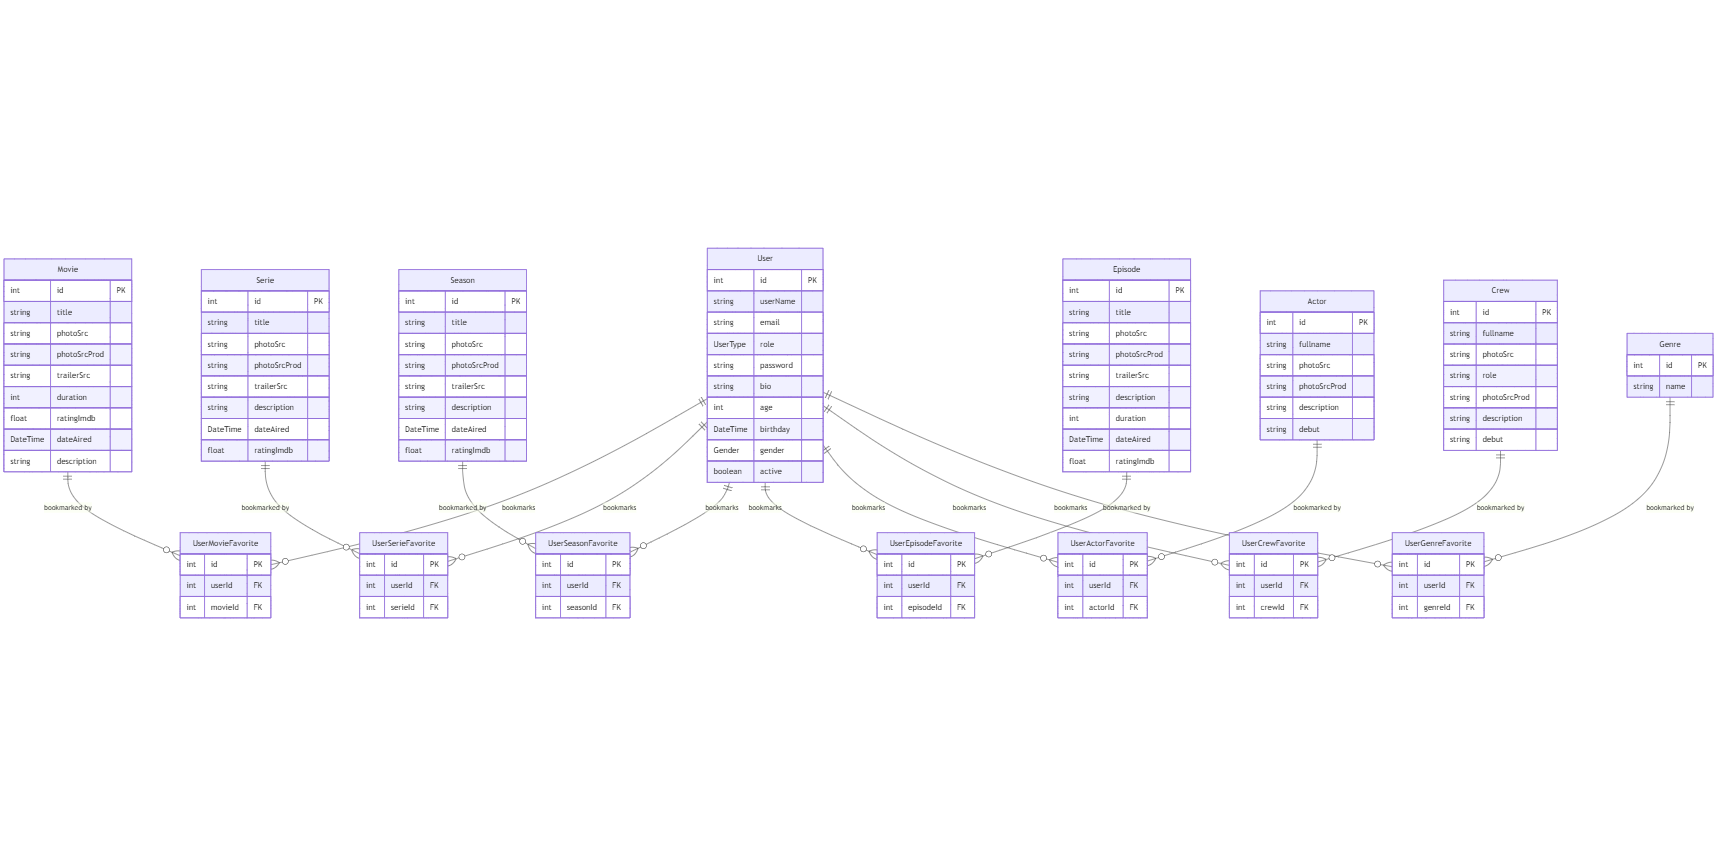 Movie
int id PK
string title
string photoSrc
string photoSrcProd
string trailerSrc
int duration
float ratingImdb
DateTime dateAired
string description
Serie
int id PK
string title
string photoSrc
string photoSrcProd
string trailerSrc
string description
DateTime dateAired
float ratingImdb
Season
int id PK
string title
string photoSrc
string photoSrcProd
string trailerSrc
string description
DateTime dateAired
float ratingImdb
User
int id PK
string userName
string email
UserType role
string password
string bio
int age
DateTime birthday
Gender gender
boolean active
Episode
int id PK
string title
string photoSrc
string photoSrcProd
string trailerSrc
string description
int duration
DateTime dateAired
float ratingImdb
Actor
int id PK
string fullname
string photoSrc
string photoSrcProd
string description
string debut
Crew
int id PK
string fullname
string photoSrc
string role
string photoSrcProd
string description
string debut
Genre
int id PK
string name
bookmarked by
bookmarked by
bookmarked by
bookmarks
bookmarks
bookmarks
bookmarks
bookmarks
bookmarks
bookmarks
bookmarked by
bookmarked by
bookmarked by
bookmarked by
UserMovieFavorite
int id PK
int userId FK
int movieId FK
UserSerieFavorite
int id PK
int userId FK
int serieId FK
UserSeasonFavorite
int id PK
int userId FK
int seasonId FK
UserEpisodeFavorite
int id PK
int userId FK
int episodeId FK
UserActorFavorite
int id PK
int userId FK
int actorId FK
UserCrewFavorite
int id PK
int userId FK
int crewId FK
UserGenreFavorite
int id PK
int userId FK
int genreId FK